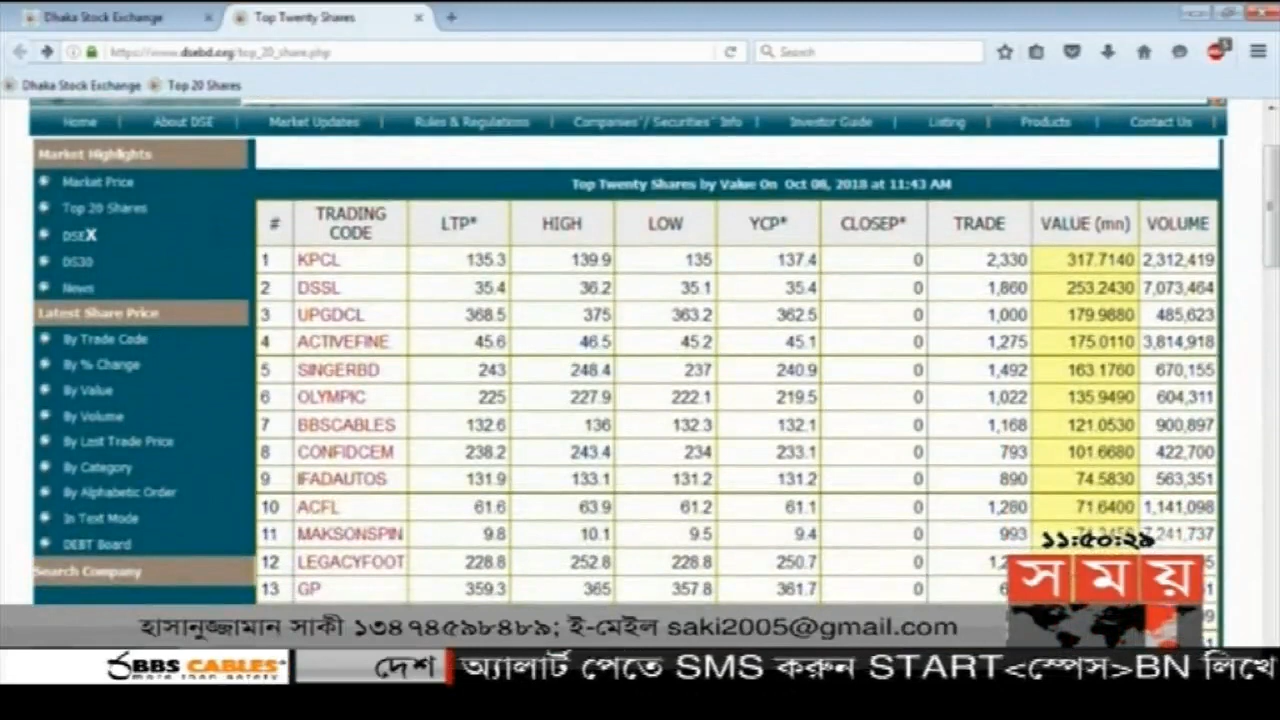 Dhaka Stock Exchange
Top Twenty Shares
https://www.dsebd.org/top_20_share.php
Search
Dhaka Stock Exchange Top 20 Shares
Home | About DSE | Market Updates | Rules & Regulations | Companies'/Securities' Info | Investor Guide | Listing | Products | Contact Us
Market Highlights
Market Price
Top 20 Shares
DSEX
DS30
News
Latest Share Price
By Trade Code
By % Change
By Value
By Volume
By Last Trade Price
By Category
By Alphabetic Order
In Text Mode
DEBT Board
Search Company
Top Twenty Shares by Value On Oct 08, 2018 at 11:43 AM
# TRADING CODE LTP* HIGH LOW YCP* CLOSEP* TRADE VALUE (mn) VOLUME
1 KPCL 135.3 139.9 135 137.4 0 2,330 317.7140 2,312,419
2 DSSL 35.4 36.2 35.1 35.4 0 1,860 253.2430 7,073,464
3 UPGDCL 368.5 375 363.2 362.5 0 1,000 179.9880 485,623
4 ACTIVEFINE 45.6 46.5 45.2 45.1 0 1,275 175.0110 3,814,918
5 SINGERBD 243 248.4 237 240.9 0 1,492 163.1760 670,155
6 OLYMPIC 225 227.9 222.1 219.5 0 1,022 135.9490 604,311
7 BBSCABLES 132.6 136 132.3 132.1 0 1,168 121.0530 900,897
8 CONFIDCEM 238.2 243.4 234 233.1 0 793 101.6680 422,700
9 IFADAUTOS 131.9 133.1 131.2 131.2 0 890 74.5830 563,351
10 ACFL 61.6 63.9 61.2 61.1 0 1,280 71.6400 1,141,098
11 MAKSONSPIN 9.8 10.1 9.5 9.4 0 993 7,241,737
12 LEGACYFOOT 228.8 252.8 228.8 250.7 0
13 GP 359.3 365 357.8 361.7 0
১১:৫০:২৯
সময়
হাসানুজ্জামান সাকী ১৩৪৭৪৫৯৮৪৮৯; ই-মেইল saki2005@gmail.com
BBS CABLES
more than safety
দেশ
অ্যালার্ট পেতে SMS করুন START<স্পেস>BN লিখে